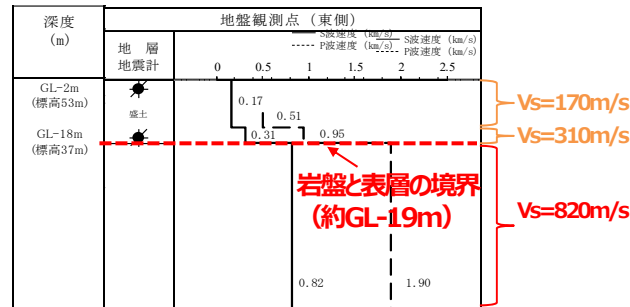 深度
(m)
地盤観測点（東側）
地 層
地震計
S波速度 (km/s)
P波速度 (km/s)
S波速度 (km/s)
P波速度 (km/s)
0 0.5 1 1.5 2 2.5
GL-2m
(標高53m)
盛土
GL-18m
(標高37m)
0.17
0.51
0.31
0.95
岩盤と表層の境界
（約GL-19m）
0.82
1.90
Vs=170m/s
Vs=310m/s
Vs=820m/s